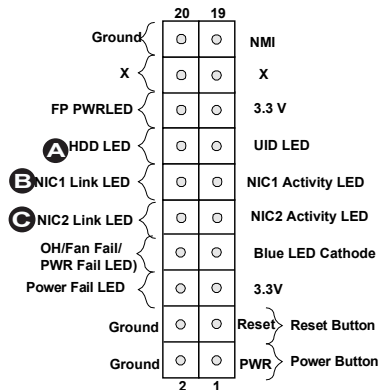 20 19
Ground NMI
X X
FP PWRLED 3.3 V
A HDD LED UID LED
B NIC1 Link LED NIC1 Activity LED
C NIC2 Link LED NIC2 Activity LED
OH/Fan Fail/
PWR Fail LED) Blue LED Cathode
Power Fail LED 3.3V
Ground Reset Reset Button
Ground PWR Power Button
2 1